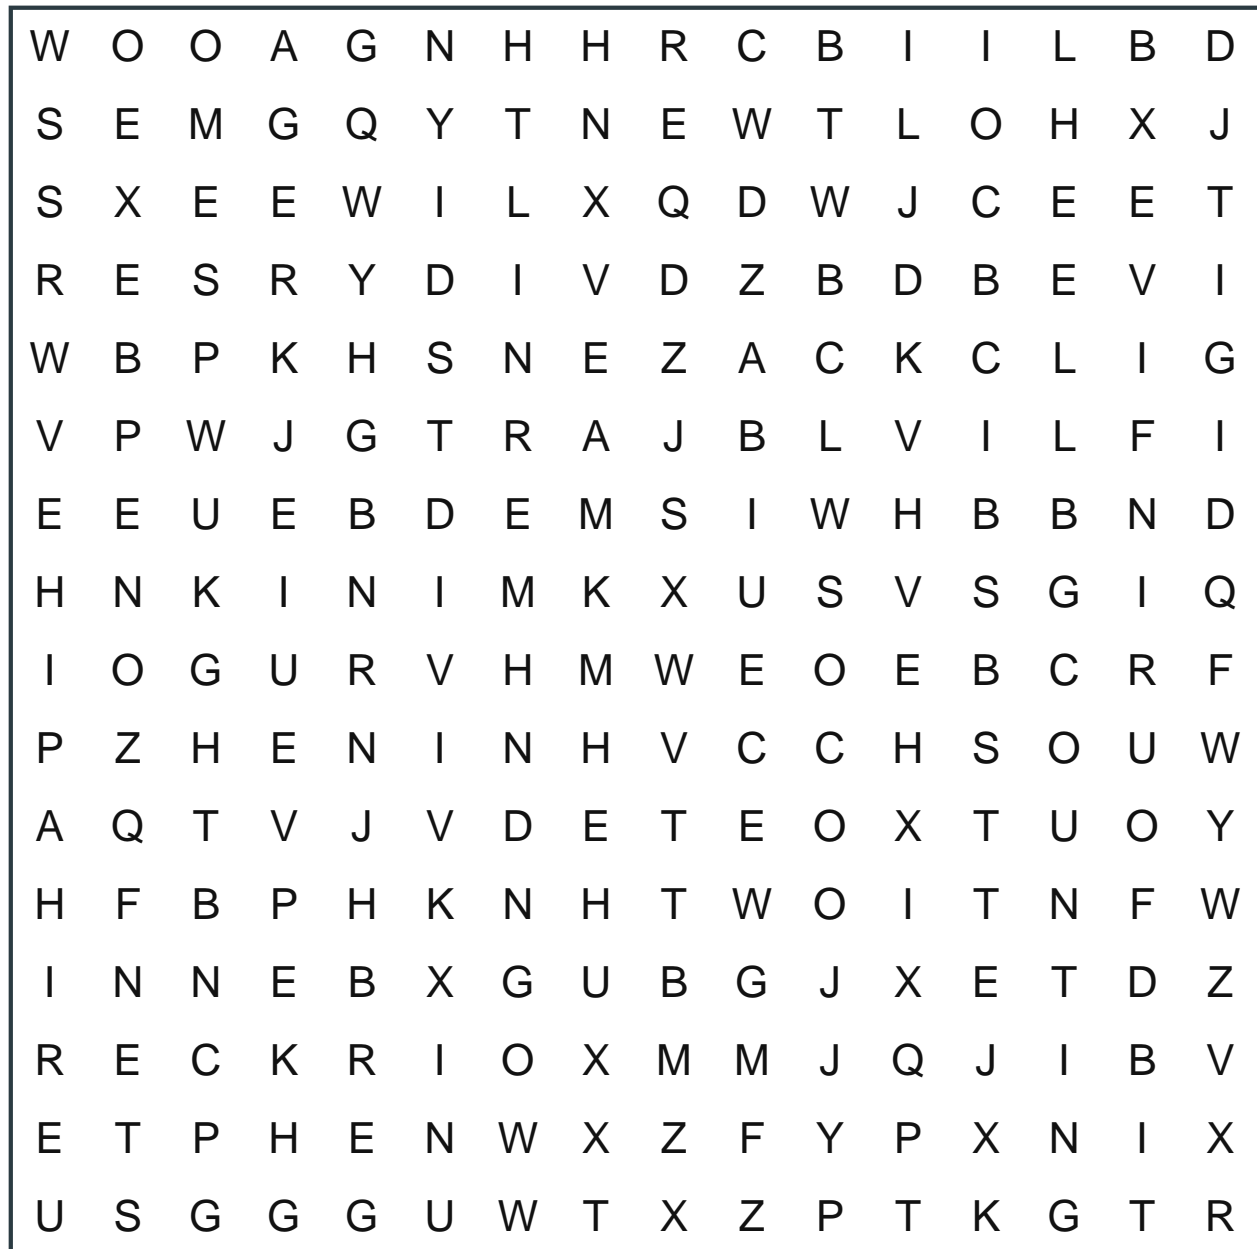 W O O A G N H H R C B I I L B D
S E M G Q Y T N E W T L O H X J
S X E E W I L X Q D W J C E E T
R E S R Y D I V D Z B D B E V I
W B P K H S N E Z A C K C L I G
V P W J G T R A J B L V I L F I
E E U E B D E M S I W H B B N D
H N K I N I M K X U S V S G I Q
I O G U R V H M W E O E B C R F
P Z H E N I N H V C C H S O U W
A Q T V J V D E T E O X T U O Y
H F B P H K N H T W O I T N F W
I N N E B X G U B G J X E T D Z
R E C K R I O X M M J Q J I B V
E T P H E N W X Z F Y P X N I X
U S G G G U W T X Z P T K G T R